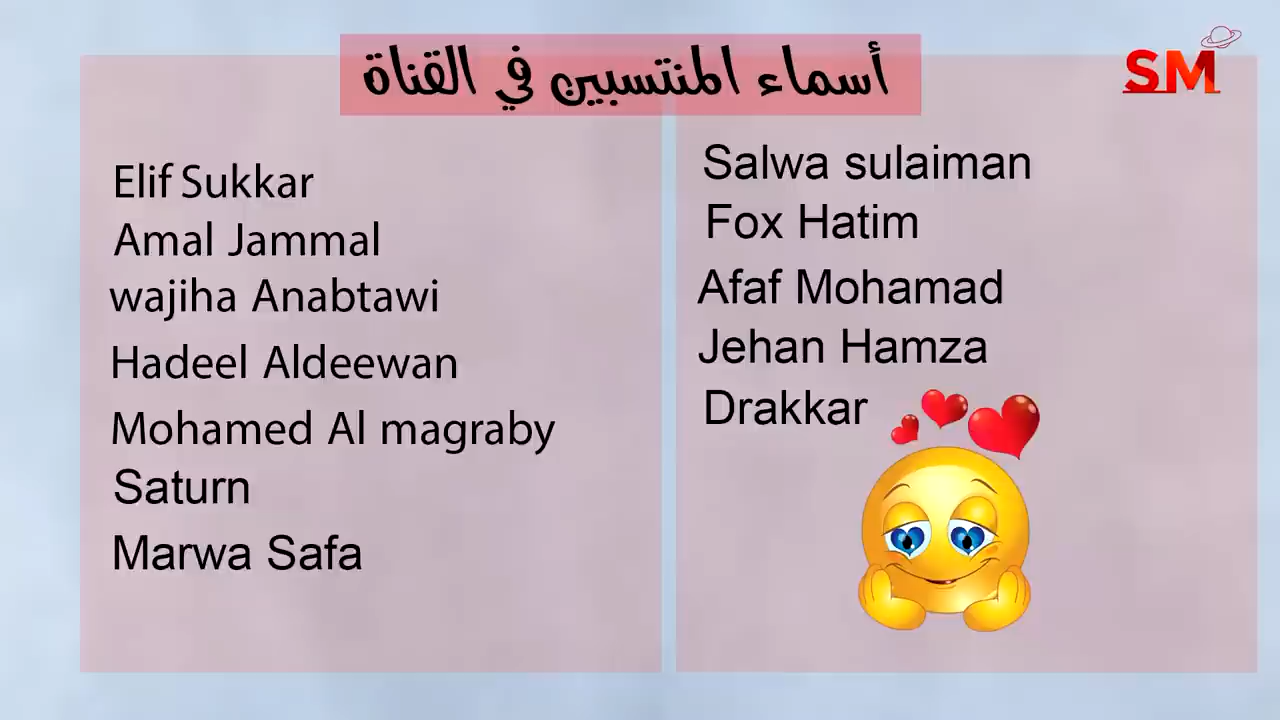 أسماء المنتسبين في القناة
SM
Elif Sukkar
Amal Jammal
wajiha Anabtawi
Hadeel Aldeewan
Mohamed Al magraby
Saturn
Marwa Safa
Salwa sulaiman
Fox Hatim
Afaf Mohamad
Jehan Hamza
Drakkar